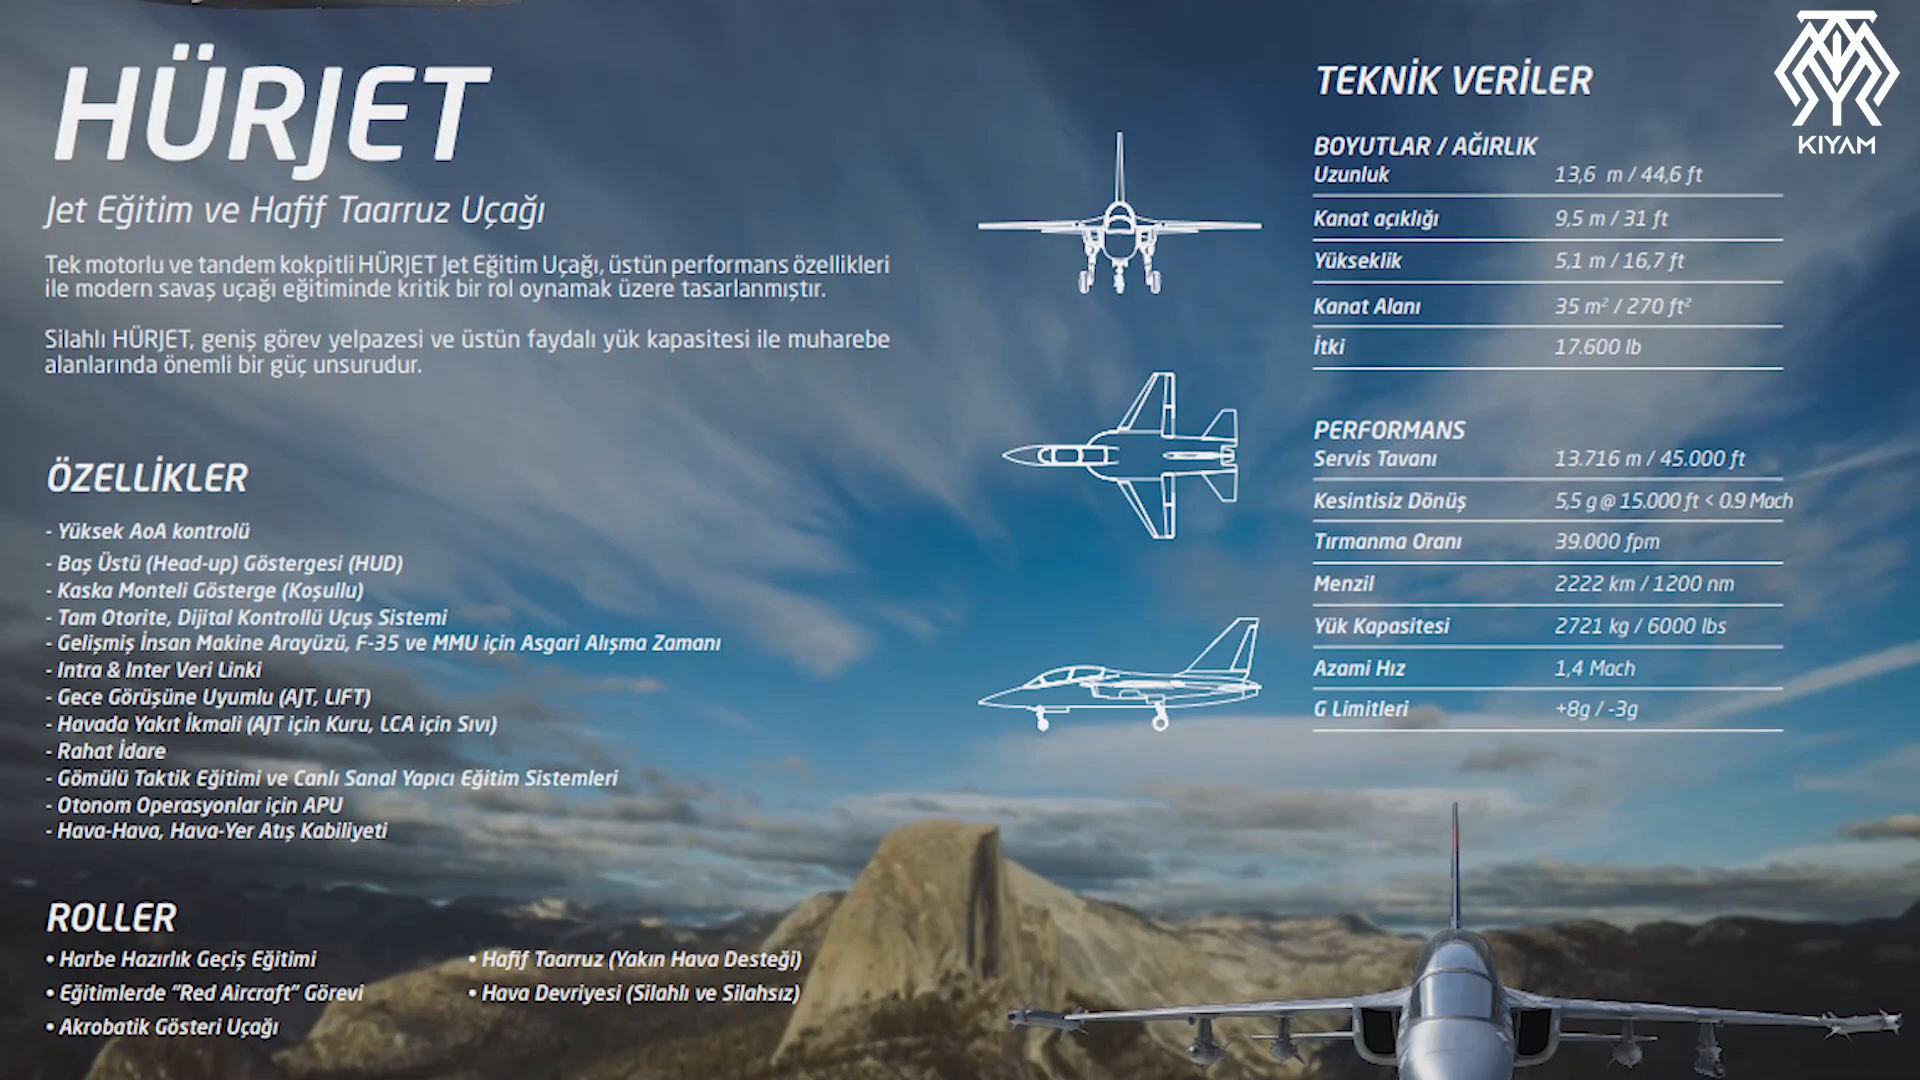 HÜRJET
Jet Eğitim ve Hafif Taarruz Uçağı
Tek motorlu ve tandem kokpitli HÜRJET Jet Eğitim Uçağı, üstün performans özellikleri
ile modern savaş uçağı eğitiminde kritik bir rol oynamak üzere tasarlanmıştır.
Silahlı HÜRJET, geniş görev yelpazesi ve üstün faydalı yük kapasitesi ile muharebe
alanlarında önemli bir güç unsurudur.
ÖZELLİKLER
- Yüksek AoA kontrolü
- Baş Üstü (Head-up) Göstergesi (HUD)
- Kaska Monteli Gösterge (Koşullu)
- Tam Otorite, Dijital Kontrollü Uçuş Sistemi
- Gelişmiş İnsan Makine Arayüzü, F-35 ve MMU için Asgari Alışma Zamanı
- Intra & Inter Veri Linki
- Gece Görüşüne Uyumlu (AJT, LIFT)
- Havada Yakıt İkmali (AJT için Kuru, LCA için Sıvı)
- Rahat İdare
- Gömülü Taktik Eğitimi ve Canlı Sanal Yapıcı Eğitim Sistemleri
- Otonom Operasyonlar için APU
- Hava-Hava, Hava-Yer Atış Kabiliyeti
ROLLER
• Harbe Hazırlık Geçiş Eğitimi
• Eğitimlerde "Red Aircraft" Görevi
• Akrobatik Gösteri Uçağı
• Hafif Taarruz (Yakın Hava Desteği)
• Hava Devriyesi (Silahlı ve Silahsız)
TEKNİK VERİLER
BOYUTLAR / AĞIRLIK
Uzunluk 13,6 m / 44,6 ft
Kanat açıklığı 9,5 m / 31 ft
Yükseklik 5,1 m / 16,7 ft
Kanat Alanı 35 m² / 270 ft²
İtki 17.600 lb
PERFORMANS
Servis Tavanı 13.716 m / 45.000 ft
Kesintisiz Dönüş 5,5 g @ 15.000 ft < 0.9 Mach
Tırmanma Oranı 39.000 fpm
Menzil 2222 km / 1200 nm
Yük Kapasitesi 2721 kg / 6000 lbs
Azami Hız 1,4 Mach
G Limitleri +8g / -3g
KIYAM